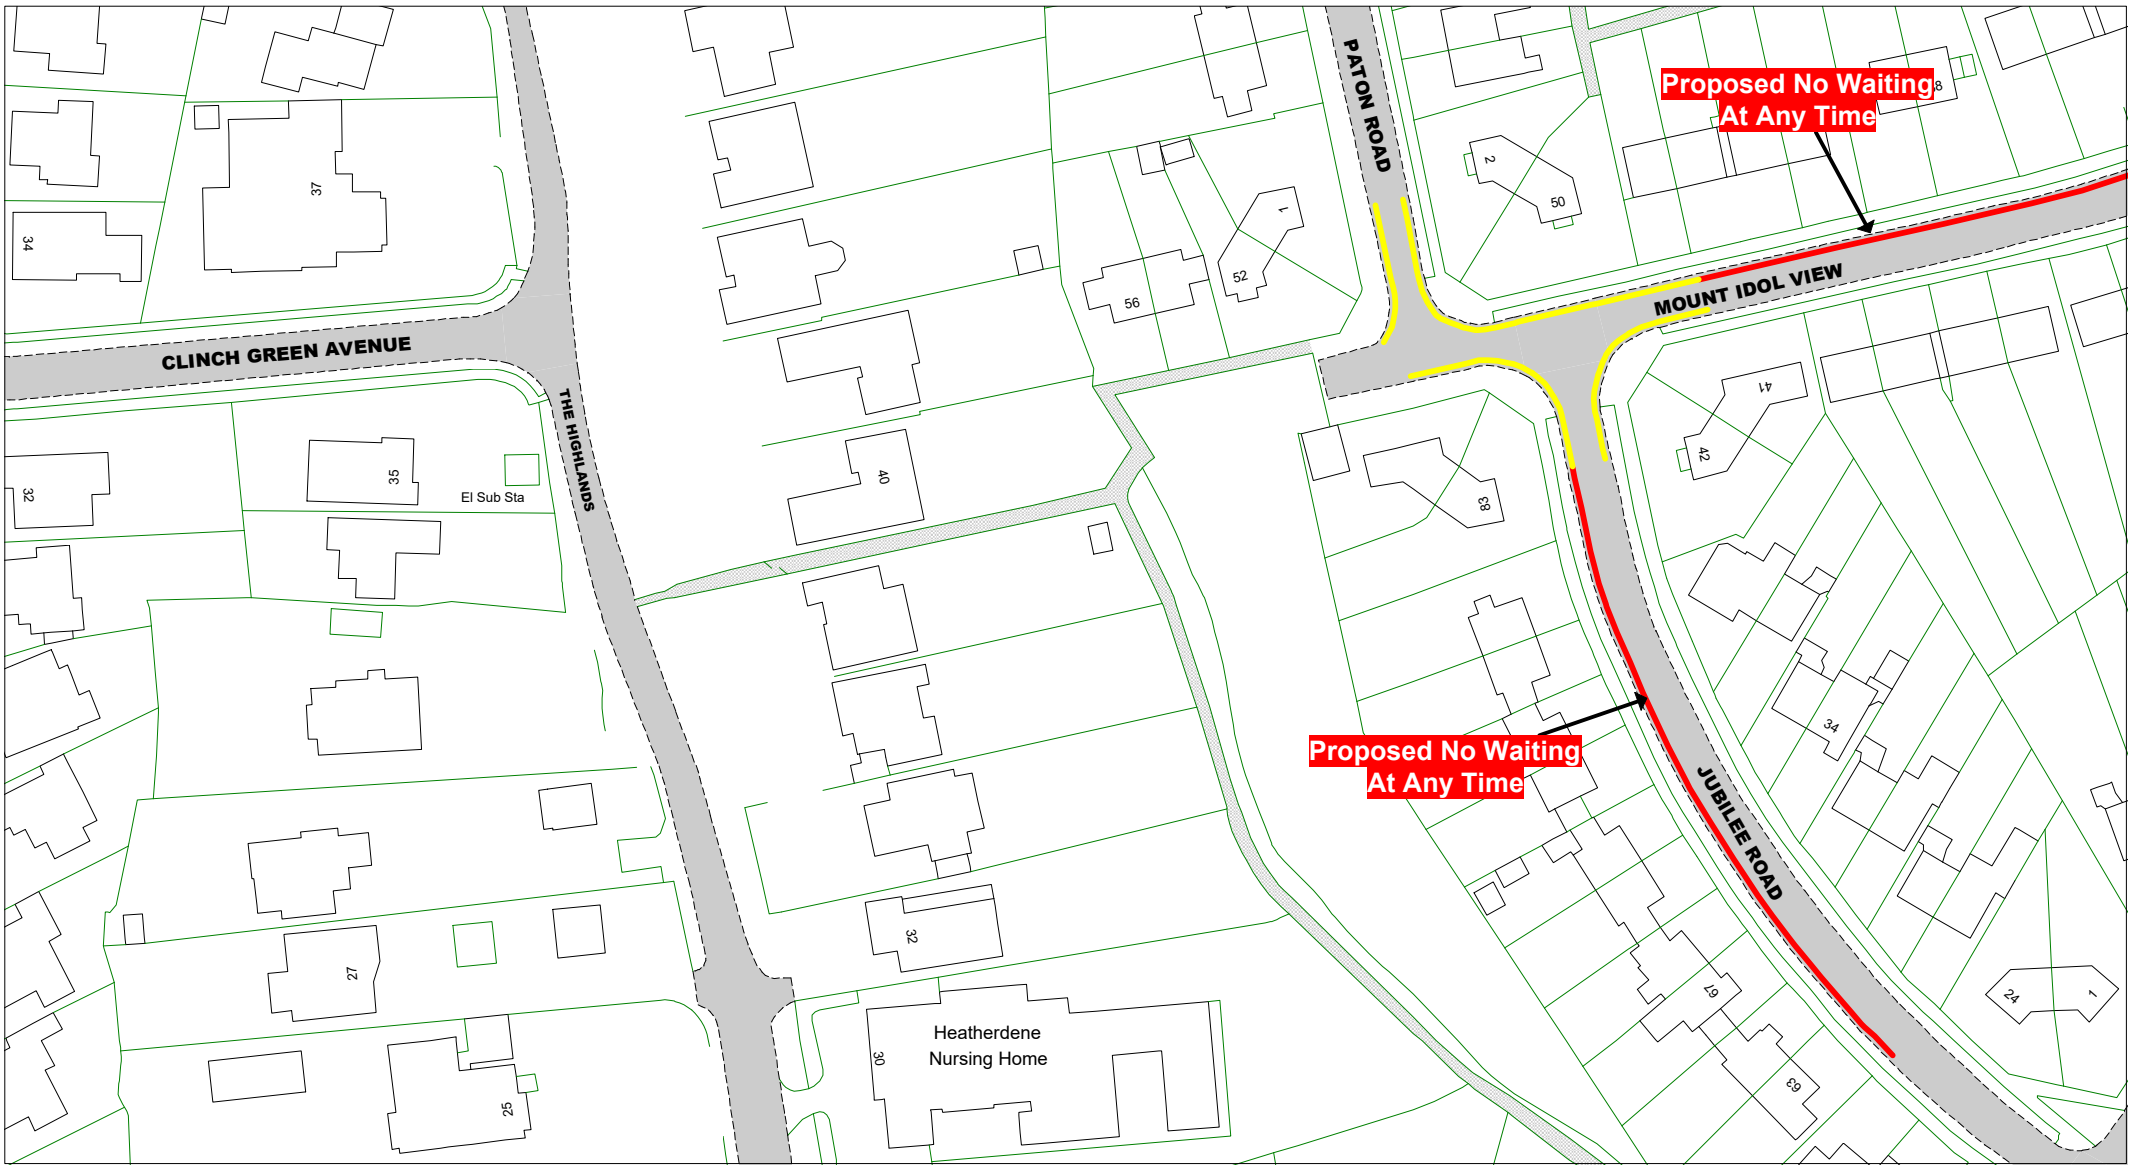 PATON ROAD
Proposed No Waiting
At Any Time
37
2
50
1
34
52
56
MOUNT IDOL VIEW
CLINCH GREEN AVENUE
THE HIGHLANDS
41
42
40
35
32
El Sub Sta
83
34
Proposed No Waiting
At Any Time
JUBILEE ROAD
32
27
67
24
1
Heatherdene
Nursing Home
30
63
25